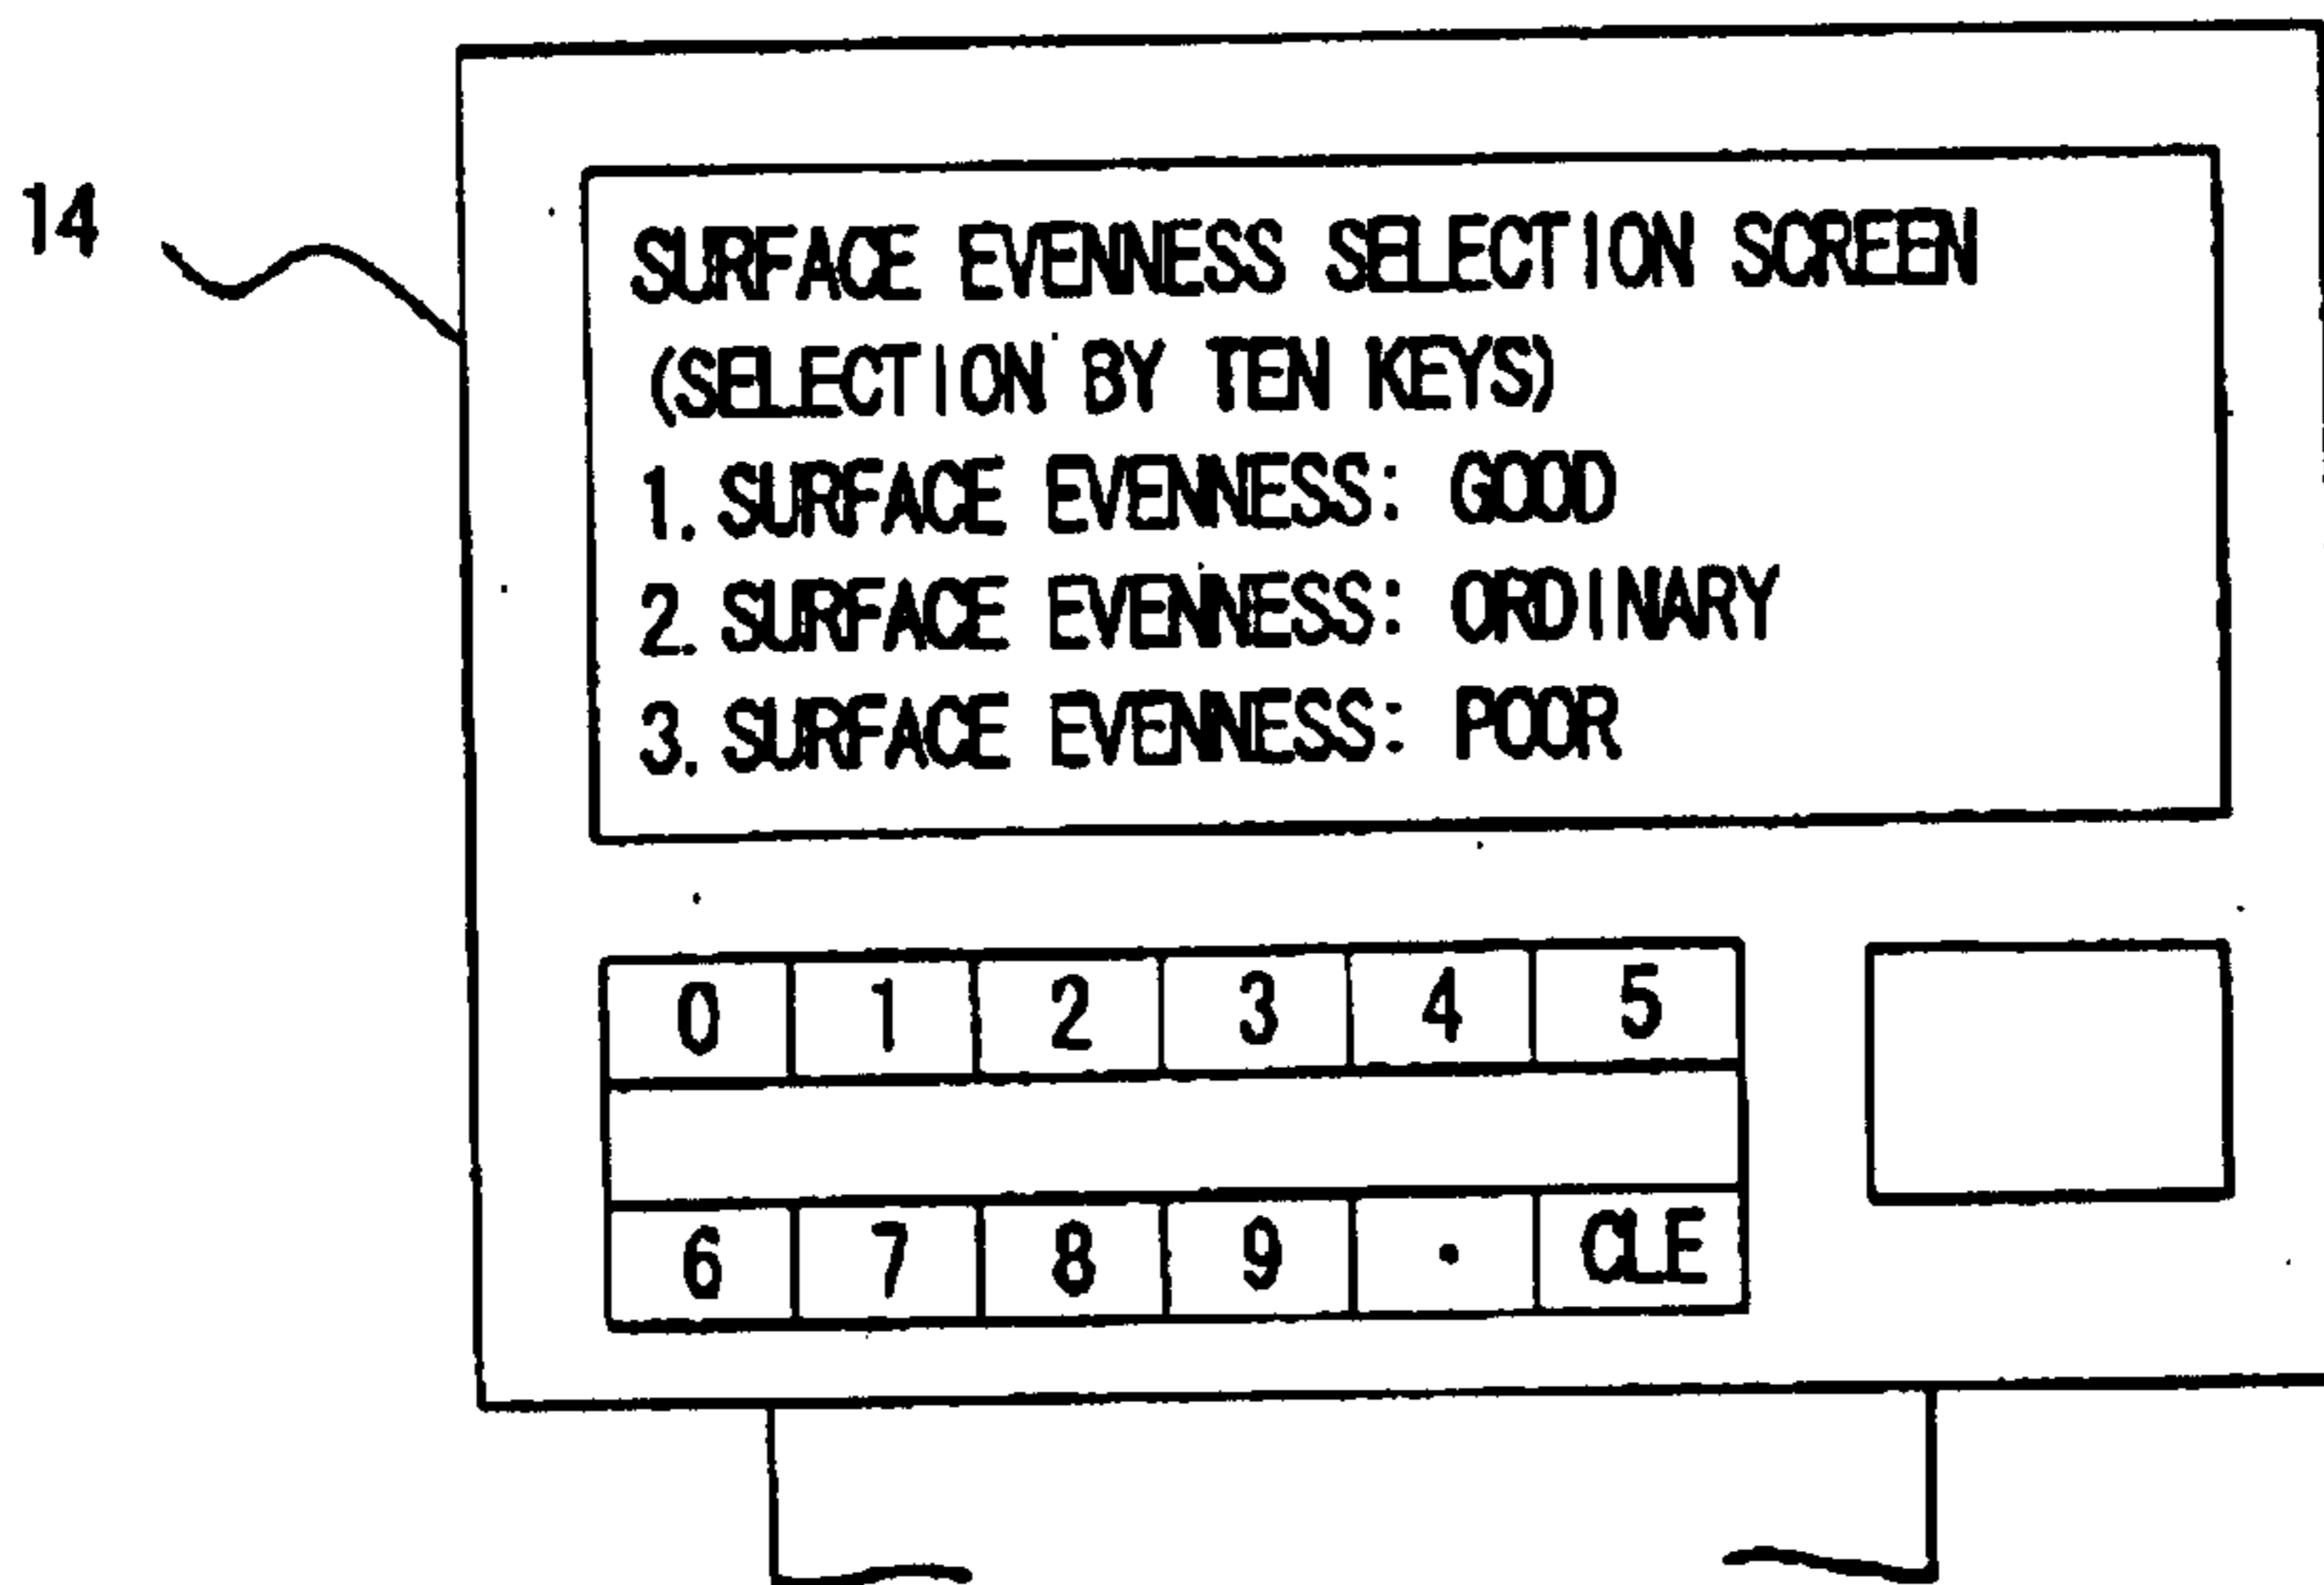 14
SURFACE EVENNESS SELECTION SCREEN
(SELECTION BY TEN KEYS)
1. SURFACE EVENNESS: GOOD
2. SURFACE EVENNESS: ORDINARY
3. SURFACE EVENNESS: POOR
0 1 2 3 4 5
6 7 8 9 · CLE